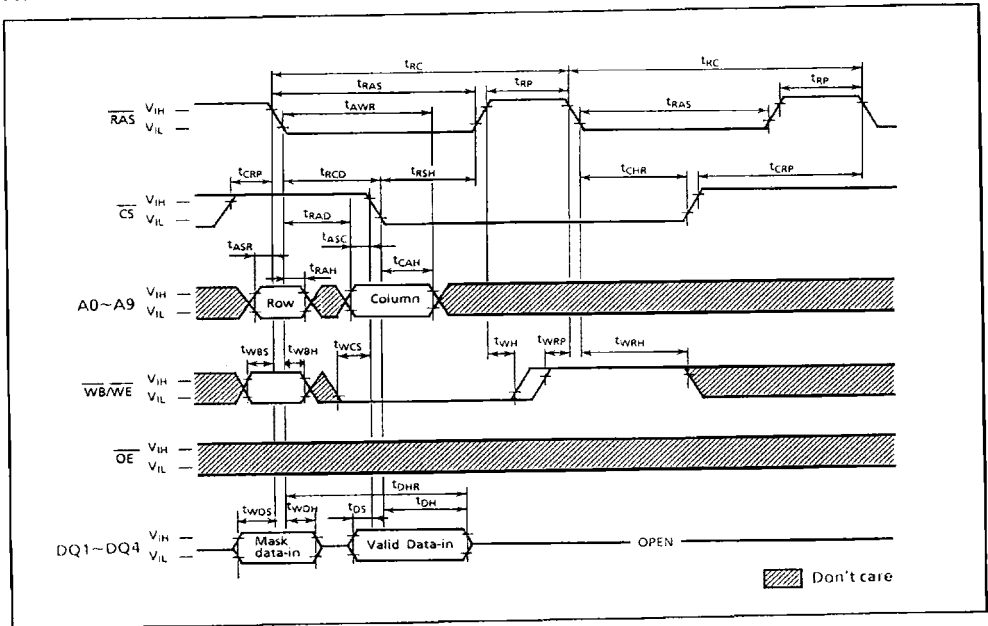 tRC
tRC
tRAS
tRP
tRP
tAWR
tRAS
RAS
VIH
VIL
tCRP
tRCD
tRSH
tCHR
tCRP
CS
VIH
VIL
tRAD
tASC
tASR
tRAH
tCAH
A0~A9
VIH
VIL
Row
Column
tWBS
tWBH
tWCS
tWH
tWRP
tWRH
WB/WE
VIH
VIL
OE
VIH
VIL
tDHR
tWDS
tWDH
tDS
tDH
DQ1~DQ4
VIH
VIL
Mask
data-in
Valid Data-in
OPEN
Don't care